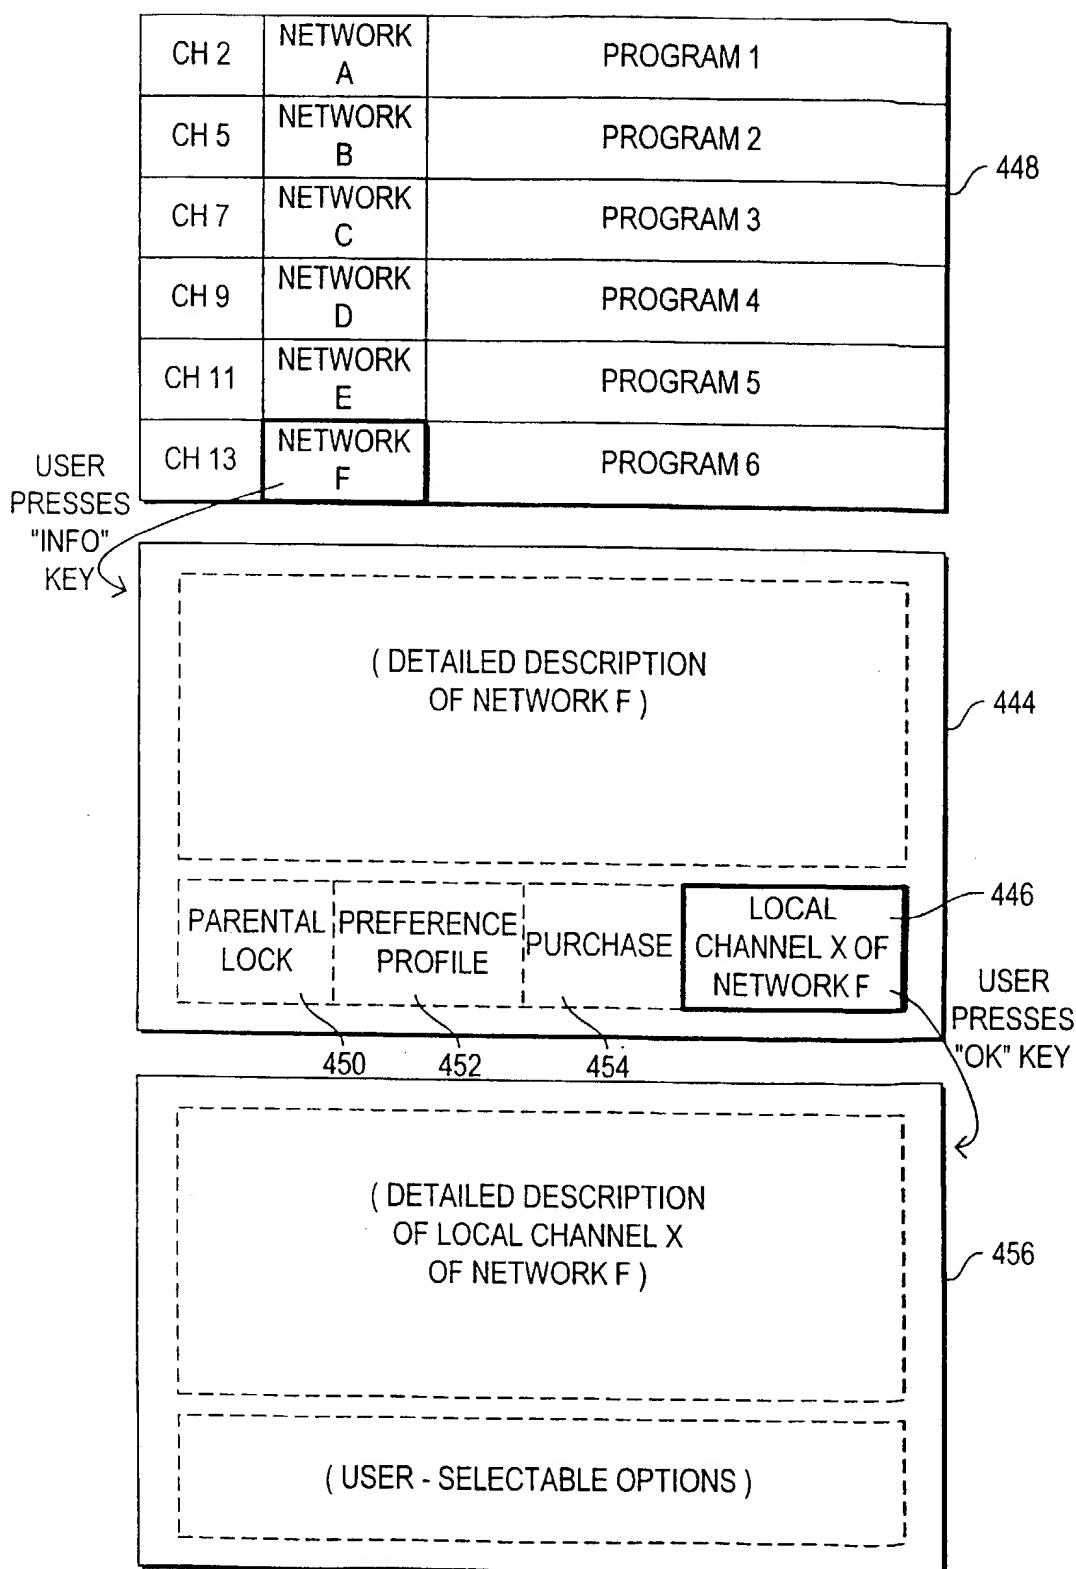 CH 2 NETWORK A PROGRAM 1
CH 5 NETWORK B PROGRAM 2
448
CH 7 NETWORK C PROGRAM 3
CH 9 NETWORK D PROGRAM 4
CH 11 NETWORK E PROGRAM 5
CH 13 NETWORK F PROGRAM 6
USER
PRESSES
"INFO"
KEY
( DETAILED DESCRIPTION
OF NETWORK F )
444
PARENTAL
LOCK
PREFERENCE
PROFILE
PURCHASE
LOCAL
CHANNEL X OF
NETWORK F
446
USER
PRESSES
"OK" KEY
450
452
454
( DETAILED DESCRIPTION
OF LOCAL CHANNEL X
OF NETWORK F )
456
( USER - SELECTABLE OPTIONS )